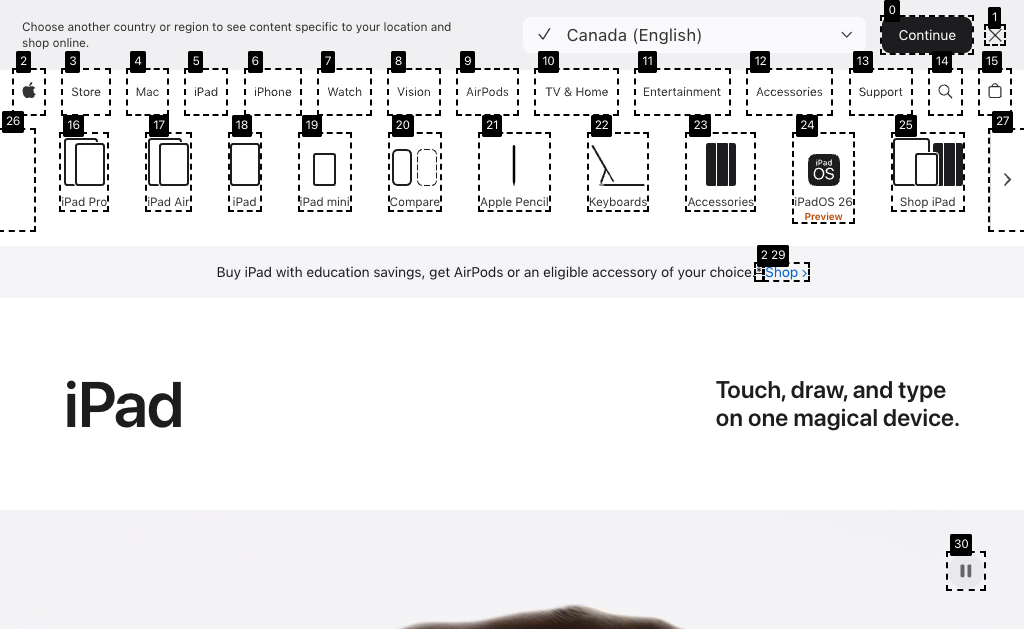 Choose another country or region to see content specific to your location and
shop online.
Canada (English)
Continue
0
1
2
3
4
5
6
7
8
9
10
11
12
13
14
15
Store
Mac
iPad
iPhone
Watch
Vision
AirPods
TV & Home
Entertainment
Accessories
Support
26
16
17
18
19
20
21
22
23
24
25
27
iPad
OS
iPad Pro
iPad Air
iPad
iPad mini
Compare
Apple Pencil
Keyboards
Accessories
iPadOS 26
Preview
Shop iPad
2 29
Buy iPad with education savings, get AirPods or an eligible accessory of your choice. Shop ›
iPad
Touch, draw, and type
on one magical device.
30